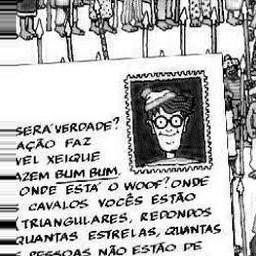 SERÁ VERDADE?
AÇÃO FAZ
VEL XEIQUE
AZEM BUM BUM,
ONDE ESTÁ O WOOF? ONDE
CAVALOS VOCÊS ESTÃO
(TRIANGULARES, REDONDOS
QUANTAS ESTRELAS, QUANTAS
PESSOAS NÃO ESTÃO DE